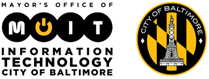 MAYOR'S OFFICE OF
MOIT
INFORMATION
TECHNOLOGY
CITY OF BALTIMORE
CITY OF BALTIMORE